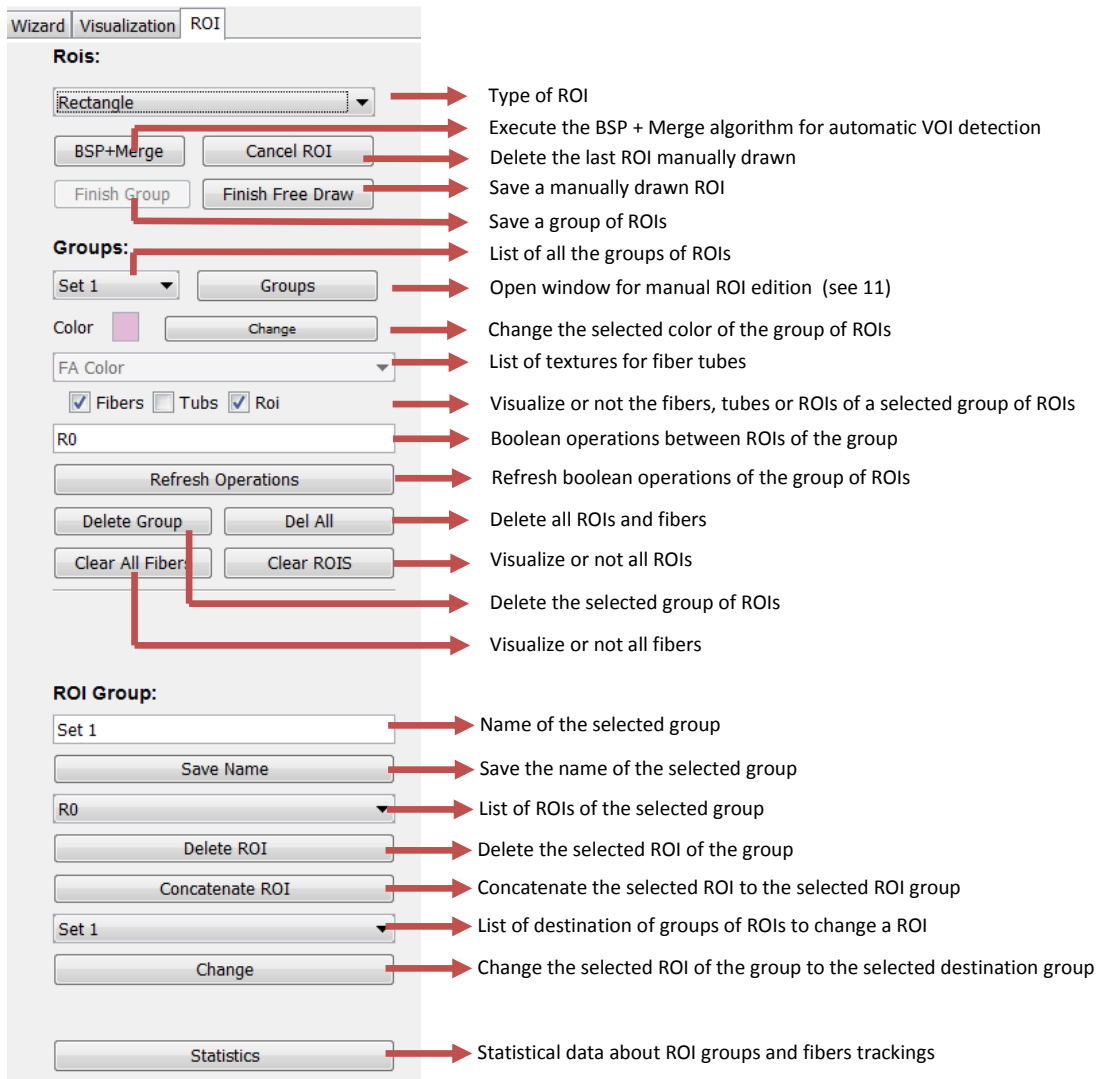 Wizard Visualization ROI
Rois:
Rectangle
Type of ROI
Execute the BSP + Merge algorithm for automatic VOI detection
BSP+Merge Cancel ROI
Delete the last ROI manually drawn
Finish Group Finish Free Draw
Save a manually drawn ROI
Save a group of ROIs
Groups:
List of all the groups of ROIs
Set 1 Groups
Open window for manual ROI edition (see 11)
Color Change
Change the selected color of the group of ROIs
FA Color
List of textures for fiber tubes
Fibers Tubs Roi
Visualize or not the fibers, tubes or ROIs of a selected group of ROIs
R0
Boolean operations between ROIs of the group
Refresh Operations
Refresh boolean operations of the group of ROIs
Delete Group Del All
Delete all ROIs and fibers
Clear All Fibers Clear ROIS
Visualize or not all ROIs
Delete the selected group of ROIs
Visualize or not all fibers
ROI Group:
Set 1
Name of the selected group
Save Name
Save the name of the selected group
R0
List of ROIs of the selected group
Delete ROI
Delete the selected ROI of the group
Concatenate ROI
Concatenate the selected ROI to the selected ROI group
Set 1
List of destination of groups of ROIs to change a ROI
Change
Change the selected ROI of the group to the selected destination group
Statistics
Statistical data about ROI groups and fibers trackings